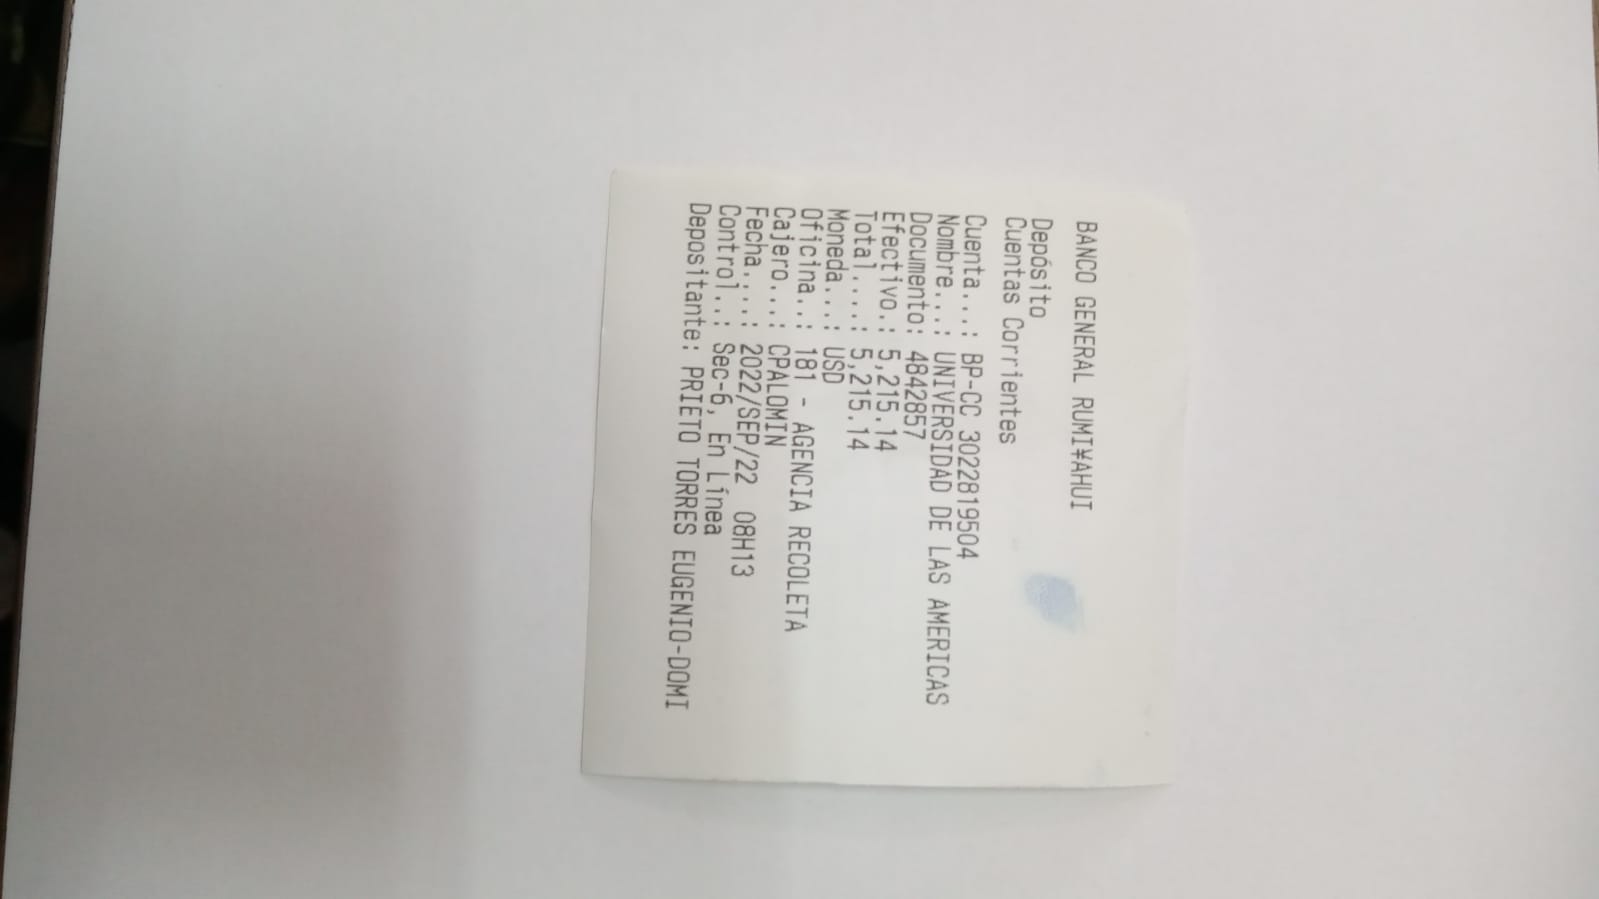 BANCO GENERAL RUMI¥AHUI
Depósito
Cuentas Corrientes
Cuenta...: BP-CC 3022819504
Nombre...: UNIVERSIDAD DE LAS AMERICAS
Documento: 4842857
Efectivo.: 5,215.14
Total....: 5,215.14
Moneda...: USD
Oficina..: 181 - AGENCIA RECOLETA
Cajero...: CPALOMIN
Fecha....: 2022/SEP/22 08H13
Control..: Sec-6, En Línea
Depositante: PRIETO TORRES EUGENIO-DOMI